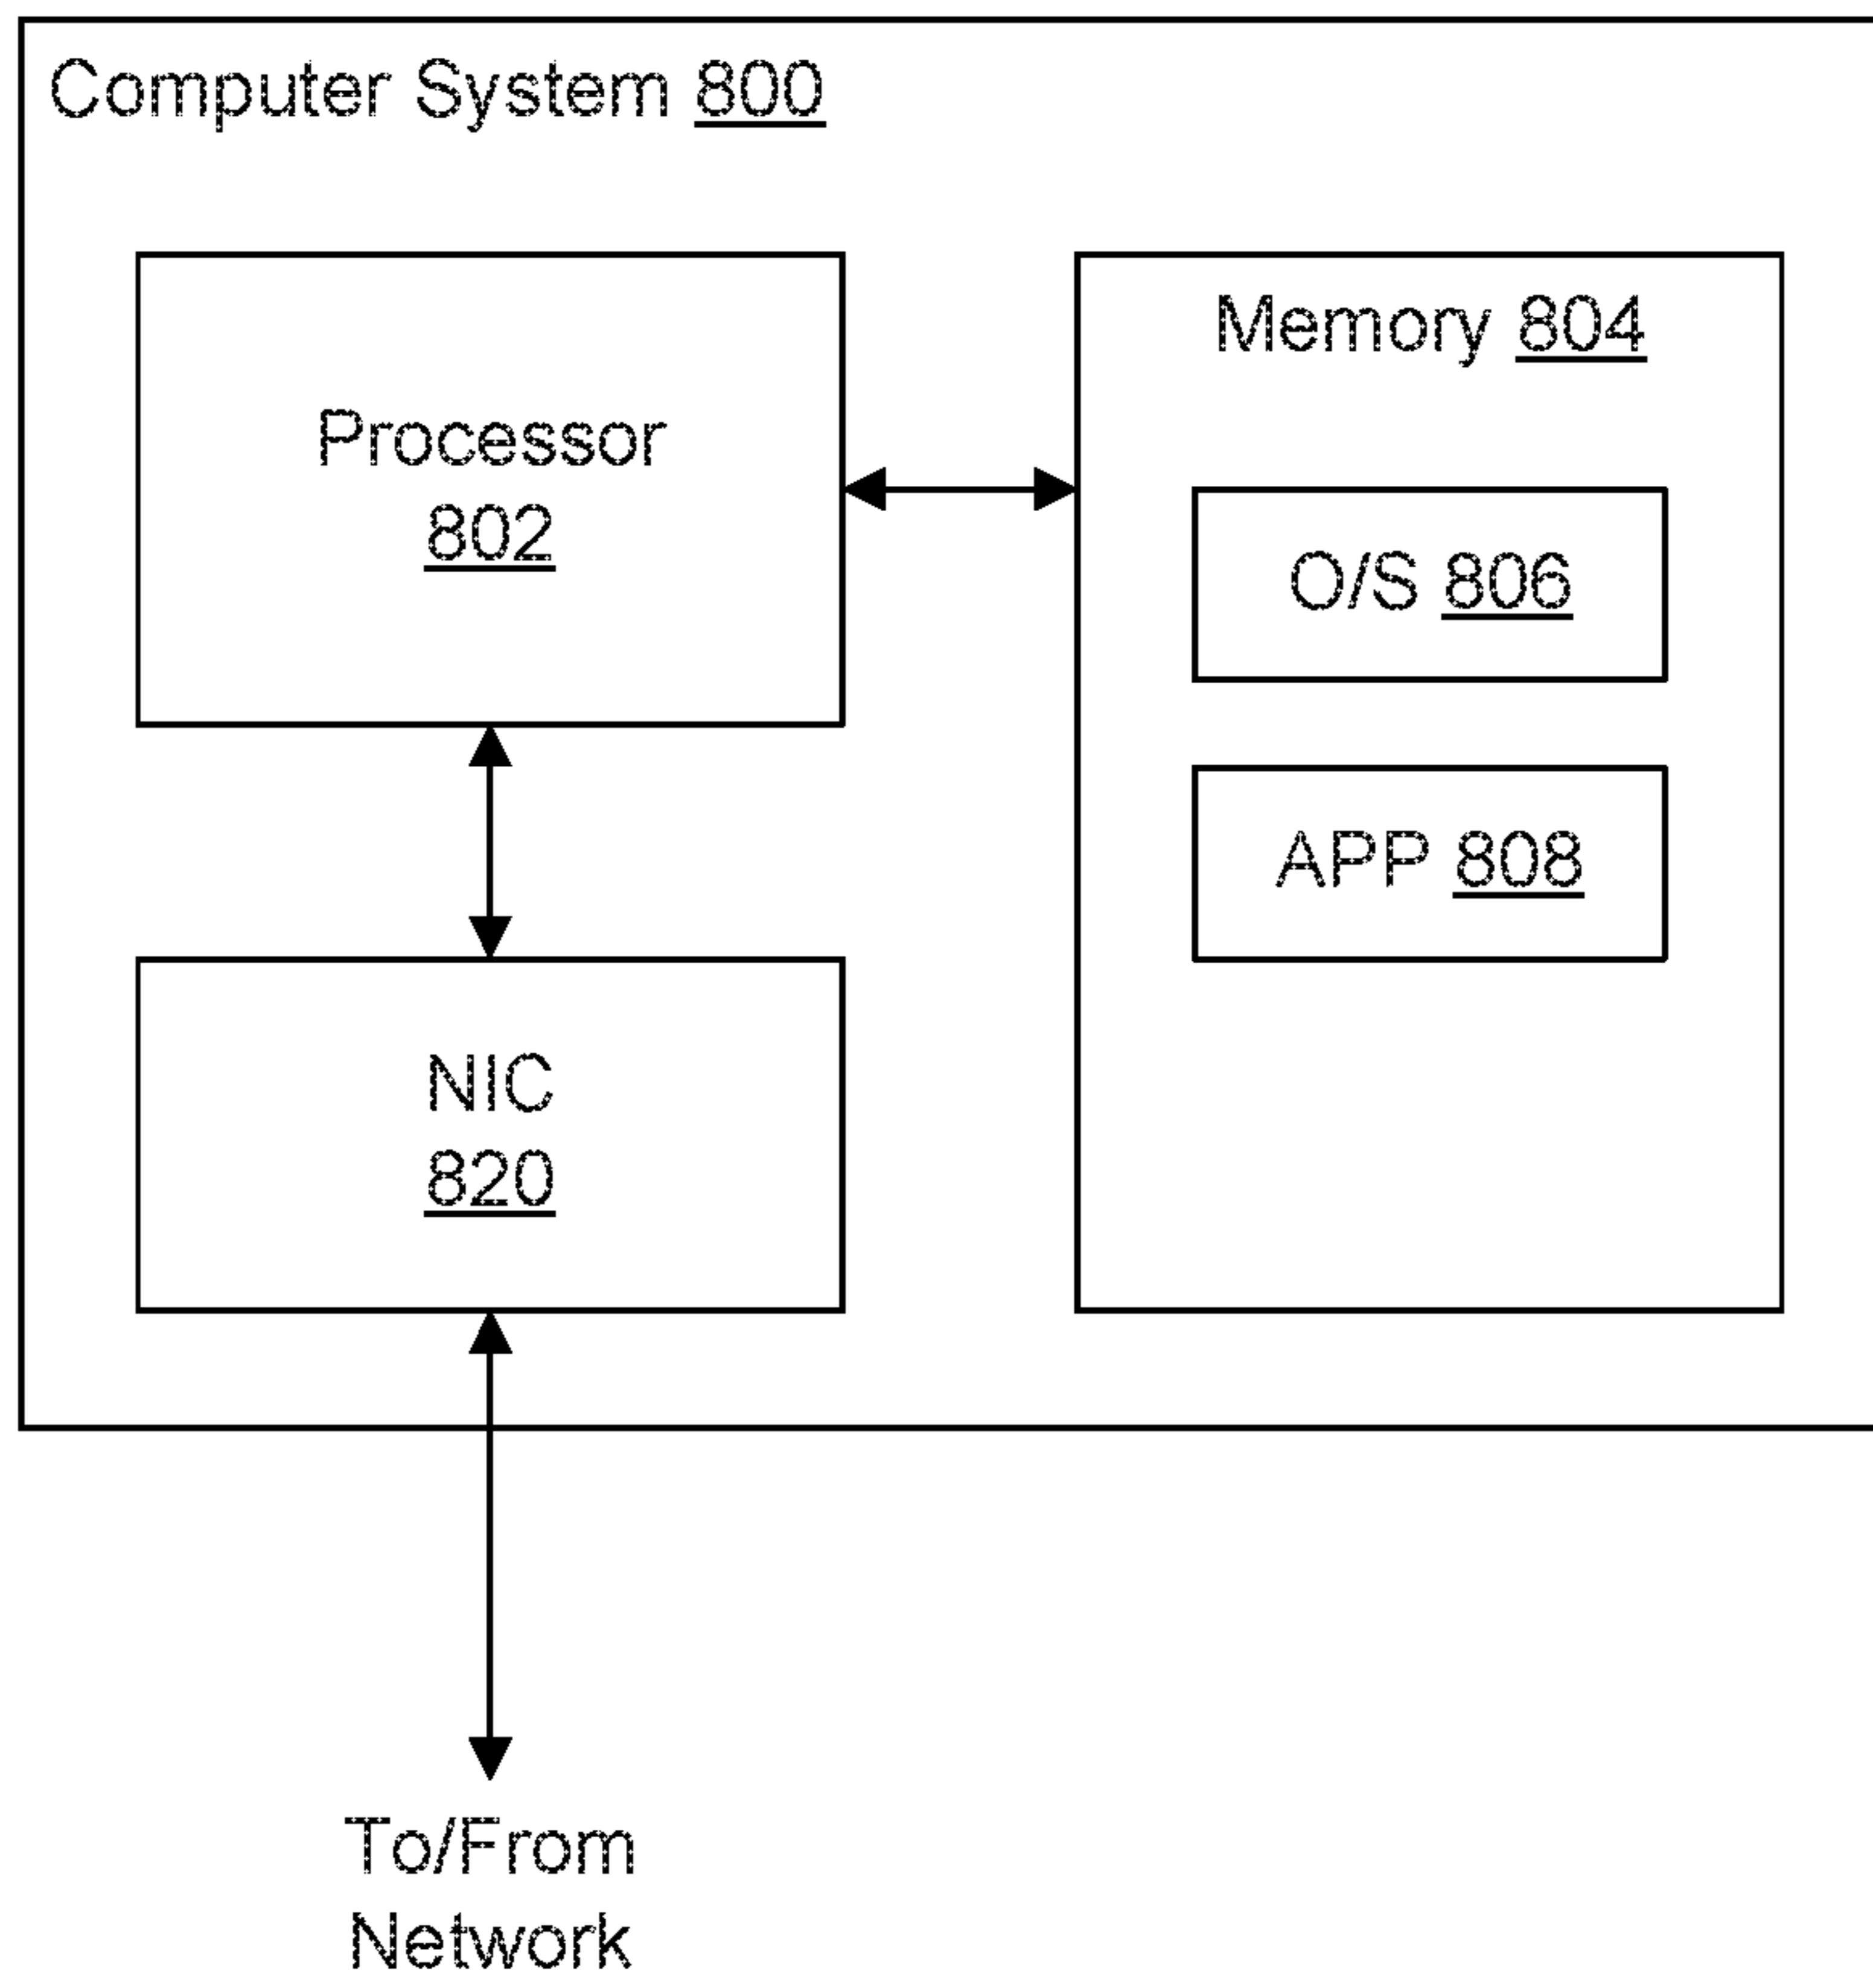 Computer System 800
Processor
802
Memory 804
O/S 806
APP 808
NIC
820
To/From
Network